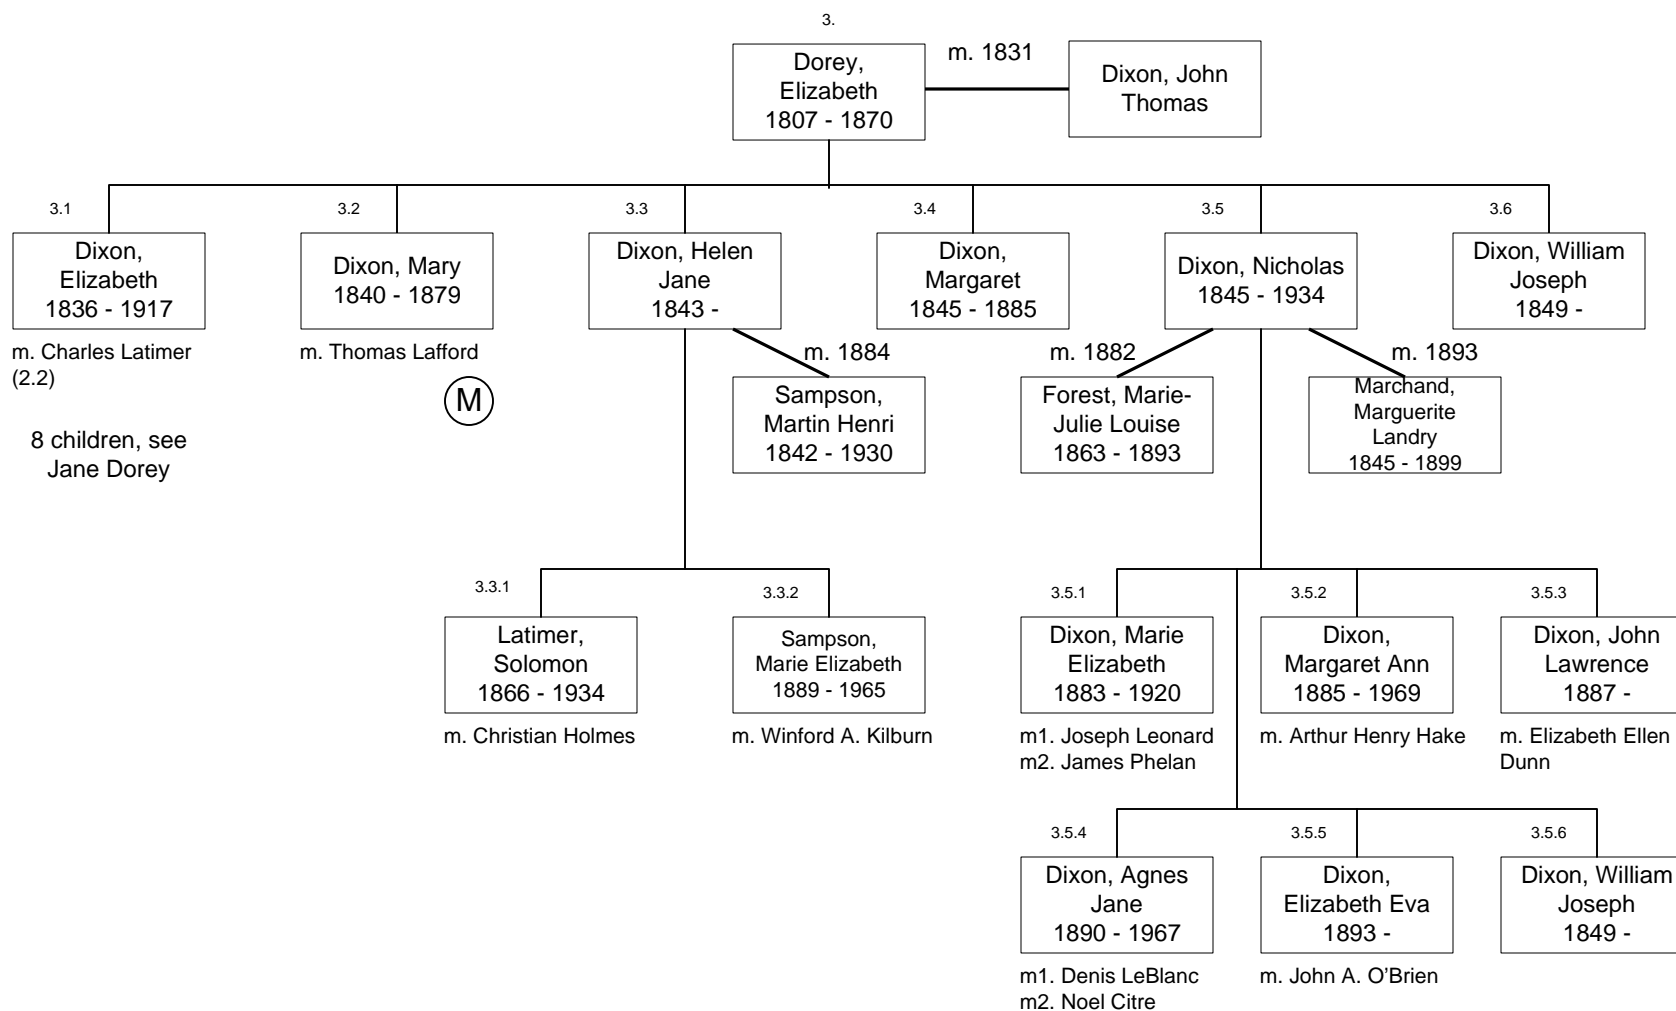 3.
Dorey,
Elizabeth
1807 - 1870
m. 1831
Dixon, John
Thomas
3.1
Dixon,
Elizabeth
1836 - 1917
m. Charles Latimer
(2.2)
8 children, see
Jane Dorey
3.2
Dixon, Mary
1840 - 1879
m. Thomas Lafford
M
3.3
Dixon, Helen
Jane
1843 -
m. 1884
Sampson,
Martin Henri
1842 - 1930
3.4
Dixon,
Margaret
1845 - 1885
3.5
Dixon, Nicholas
1845 - 1934
m. 1882
Forest, Marie-
Julie Louise
1863 - 1893
m. 1893
Marchand,
Marguerite
Landry
1845 - 1899
3.6
Dixon, William
Joseph
1849 -
3.3.1
Latimer,
Solomon
1866 - 1934
m. Christian Holmes
3.3.2
Sampson,
Marie Elizabeth
1889 - 1965
m. Winford A. Kilburn
3.5.1
Dixon, Marie
Elizabeth
1883 - 1920
m1. Joseph Leonard
m2. James Phelan
3.5.2
Dixon,
Margaret Ann
1885 - 1969
m. Arthur Henry Hake
3.5.3
Dixon, John
Lawrence
1887 -
m. Elizabeth Ellen
Dunn
3.5.4
Dixon, Agnes
Jane
1890 - 1967
m1. Denis LeBlanc
m2. Noel Citre
3.5.5
Dixon,
Elizabeth Eva
1893 -
m. John A. O'Brien
3.5.6
Dixon, William
Joseph
1849 -